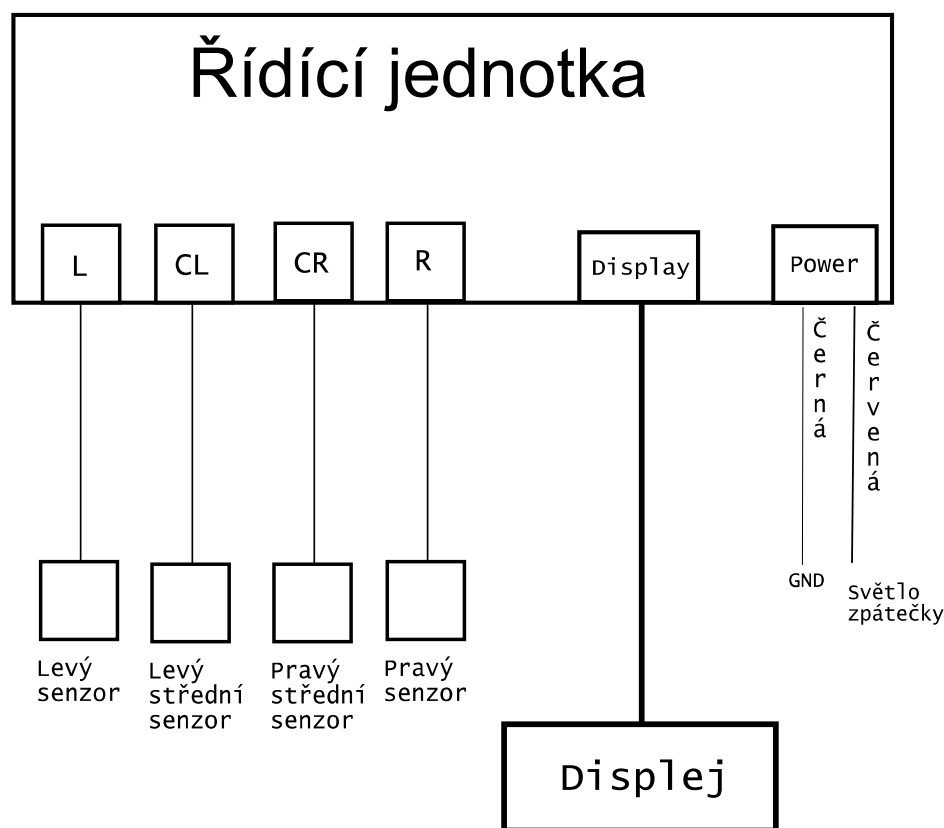 Řídící jednotka
L
CL
CR
R
Display
Power
Černá
Červená
GND
Světlo
zpátečky
Levý
senzor
Levý
střední
senzor
Pravý
střední
senzor
Pravý
senzor
Displej